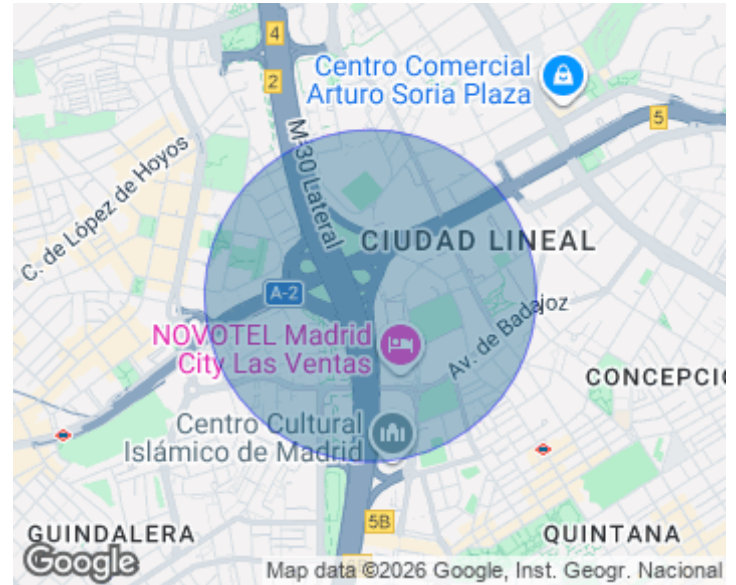 4
2
Centro Comercial
Arturo Soria Plaza
5
M-30 Lateral
C. de López de Hoyos
CIUDAD LINEAL
A-2
NOVOTEL Madrid
City Las Ventas
Av. de Badajoz
CONCEPCI
Centro Cultural
Islámico de Madrid
5B
GUINDALERA
QUINTANA
Google
Map data ©2026 Google, Inst. Geogr. Nacional